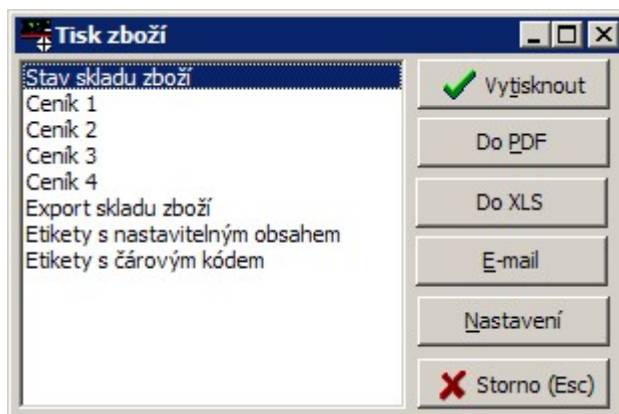 Tisk zboží
Stav skladu zboží
Ceník 1
Ceník 2
Ceník 3
Ceník 4
Export skladu zboží
Etikety s nastavitelným obsahem
Etikety s čárovým kódem
Vytisknout
Do PDF
Do XLS
E-mail
Nastavení
Storno (Esc)